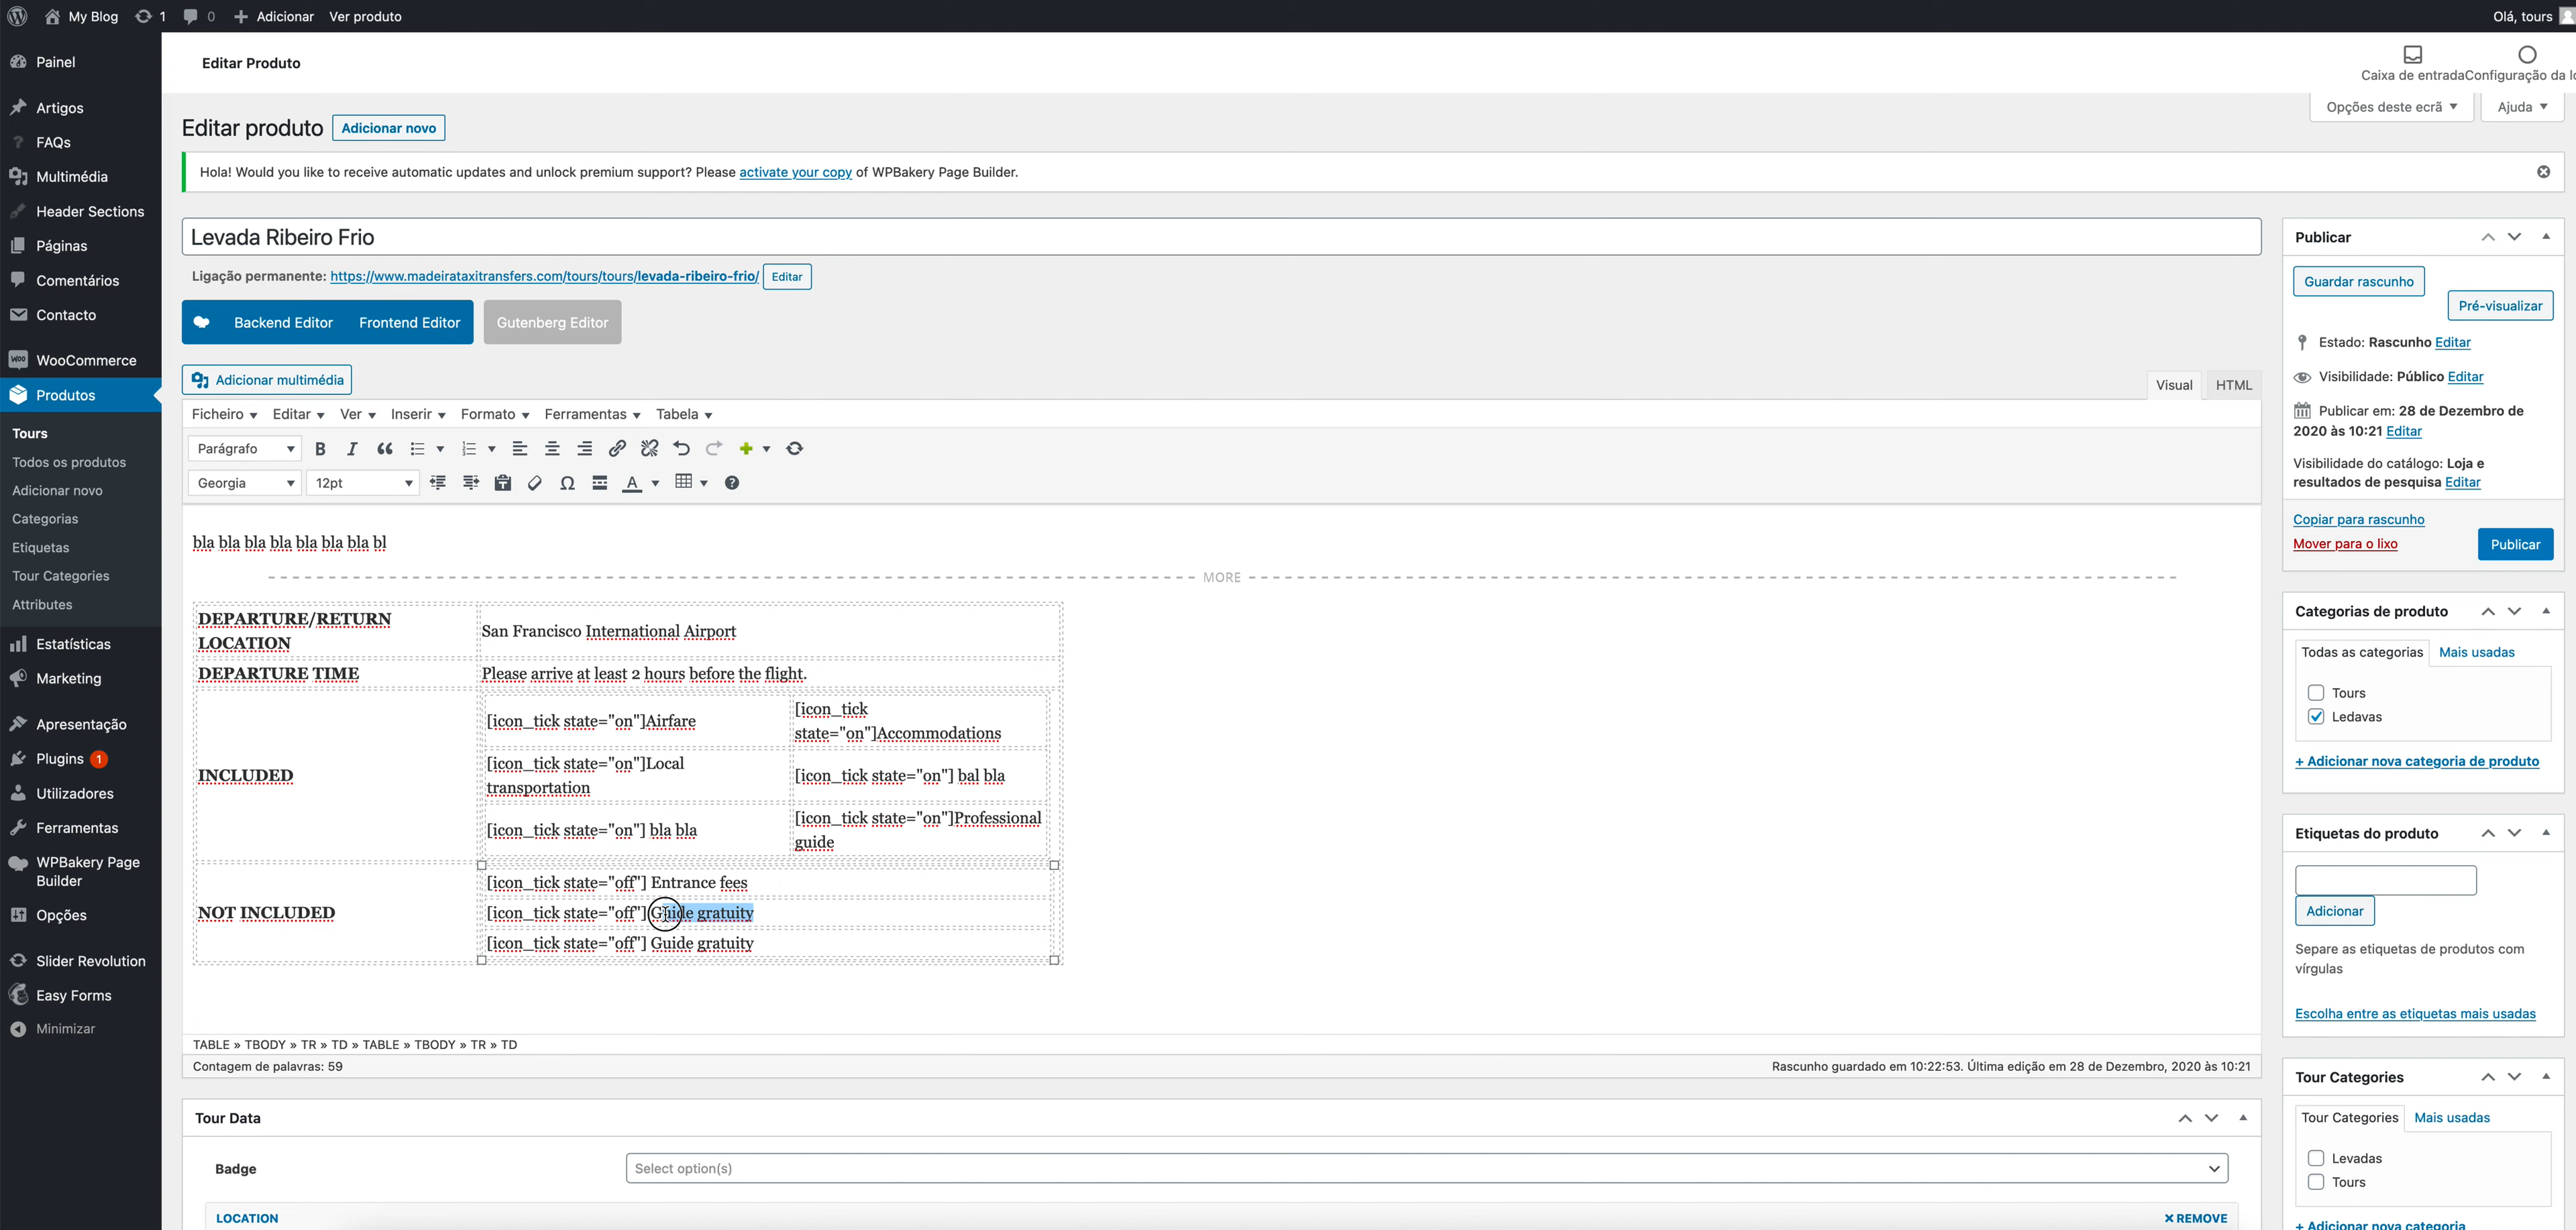 My Blog 1 0 Adicionar Ver produto Olá, tours
Editar Produto
Caixa de entrada Configuração da l
Opções deste ecrã Ajuda
Painel
Artigos
FAQs
Multimédia
Header Sections
Páginas
Comentários
Contacto
WooCommerce
Produtos
Tours
Todos os produtos
Adicionar novo
Categorias
Etiquetas
Tour Categories
Attributes
Estatísticas
Marketing
Apresentação
Plugins 1
Utilizadores
Ferramentas
WPBakery Page
Builder
Opções
Slider Revolution
Easy Forms
Minimizar
Editar produto Adicionar novo
Hola! Would you like to receive automatic updates and unlock premium support? Please activate your copy of WPBakery Page Builder.
Levada Ribeiro Frio
Ligação permanente: https://www.madeirataxitransfers.com/tours/tours/levada-ribeiro-frio/ Editar
Backend Editor Frontend Editor Gutenberg Editor
Adicionar multimédia
Visual HTML
Ficheiro Editar Ver Inserir Formato Ferramentas Tabela
Parágrafo
Georgia 12pt
bla bla bla bla bla bla bla bl
MORE
DEPARTURE/RETURN
LOCATION
San Francisco International Airport
DEPARTURE TIME
Please arrive at least 2 hours before the flight.
INCLUDED
[icon_tick state="on"]Airfare
[icon_tick
state="on"]Accommodations
[icon_tick state="on"]Local
transportation
[icon_tick state="on"] bal bla
[icon_tick state="on"] bla bla
[icon_tick state="on"]Professional
guide
NOT INCLUDED
[icon_tick state="off"] Entrance fees
[icon_tick state="off"] Guide gratuity
[icon_tick state="off"] Guide gratuity
TABLE » TBODY » TR » TD » TABLE » TBODY » TR » TD
Contagem de palavras: 59
Rascunho guardado em 10:22:53. Última edição em 28 de Dezembro, 2020 às 10:21
Tour Data
Badge
Select option(s)
LOCATION
× REMOVE
Publicar
Guardar rascunho
Pré-visualizar
Estado: Rascunho Editar
Visibilidade: Público Editar
Publicar em: 28 de Dezembro de
2020 às 10:21 Editar
Visibilidade do catálogo: Loja e
resultados de pesquisa Editar
Copiar para rascunho
Mover para o lixo
Publicar
Categorias de produto
Todas as categorias Mais usadas
Tours
Ledavas
+ Adicionar nova categoria de produto
Etiquetas do produto
Adicionar
Separe as etiquetas de produtos com
vírgulas
Escolha entre as etiquetas mais usadas
Tour Categories
Tour Categories Mais usadas
Levadas
Tours
+ Adicionar nova categoria